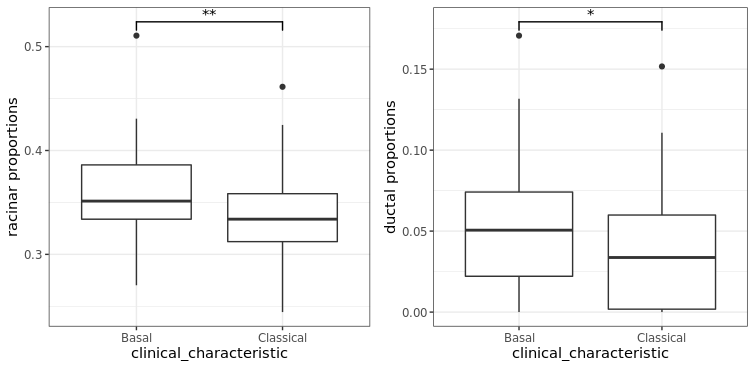 **
0.5
0.4
0.3
racinar proportions
Basal
Classical
clinical_characteristic
*
0.15
0.10
0.05
0.00
ductal proportions
Basal
Classical
clinical_characteristic